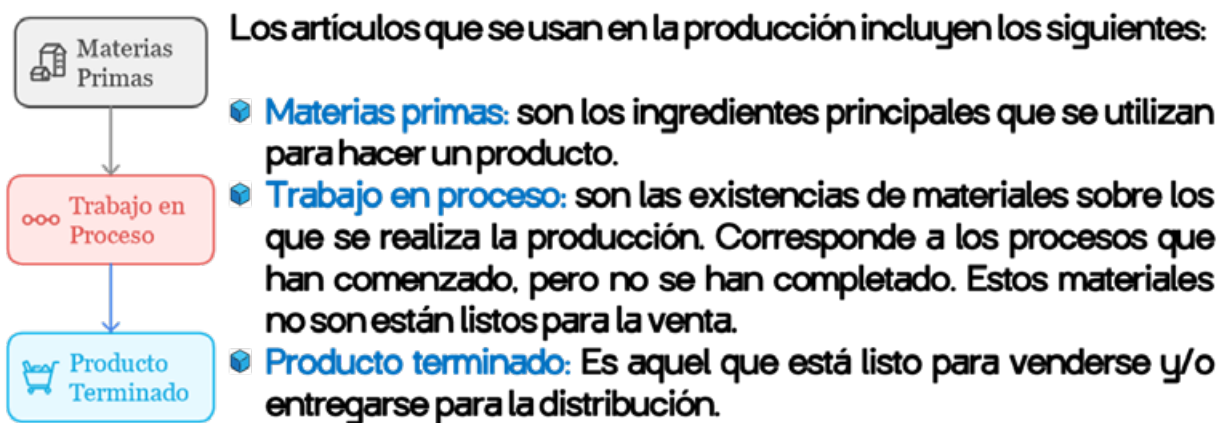 Materias
Primas
Trabajo en
Proceso
Producto
Terminado
Los artículos que se usan en la producción incluyen los siguientes:
Materias primas: son los ingredientes principales que se utilizan
para hacer un producto.
Trabajo en proceso: son las existencias de materiales sobre los
que se realiza la producción. Corresponde a los procesos que
han comenzado, pero no se han completado. Estos materiales
no son están listos para la venta.
Producto terminado: Es aquel que está listo para venderse y/o
entregarse para la distribución.